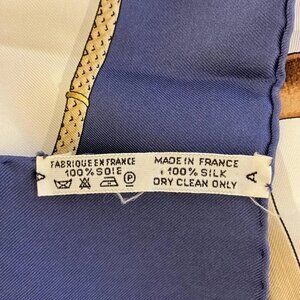 FABRIQUE EN FRANCE
100% SOIE
P
MADE IN FRANCE
100% SILK
DRY CLEAN ONLY
A